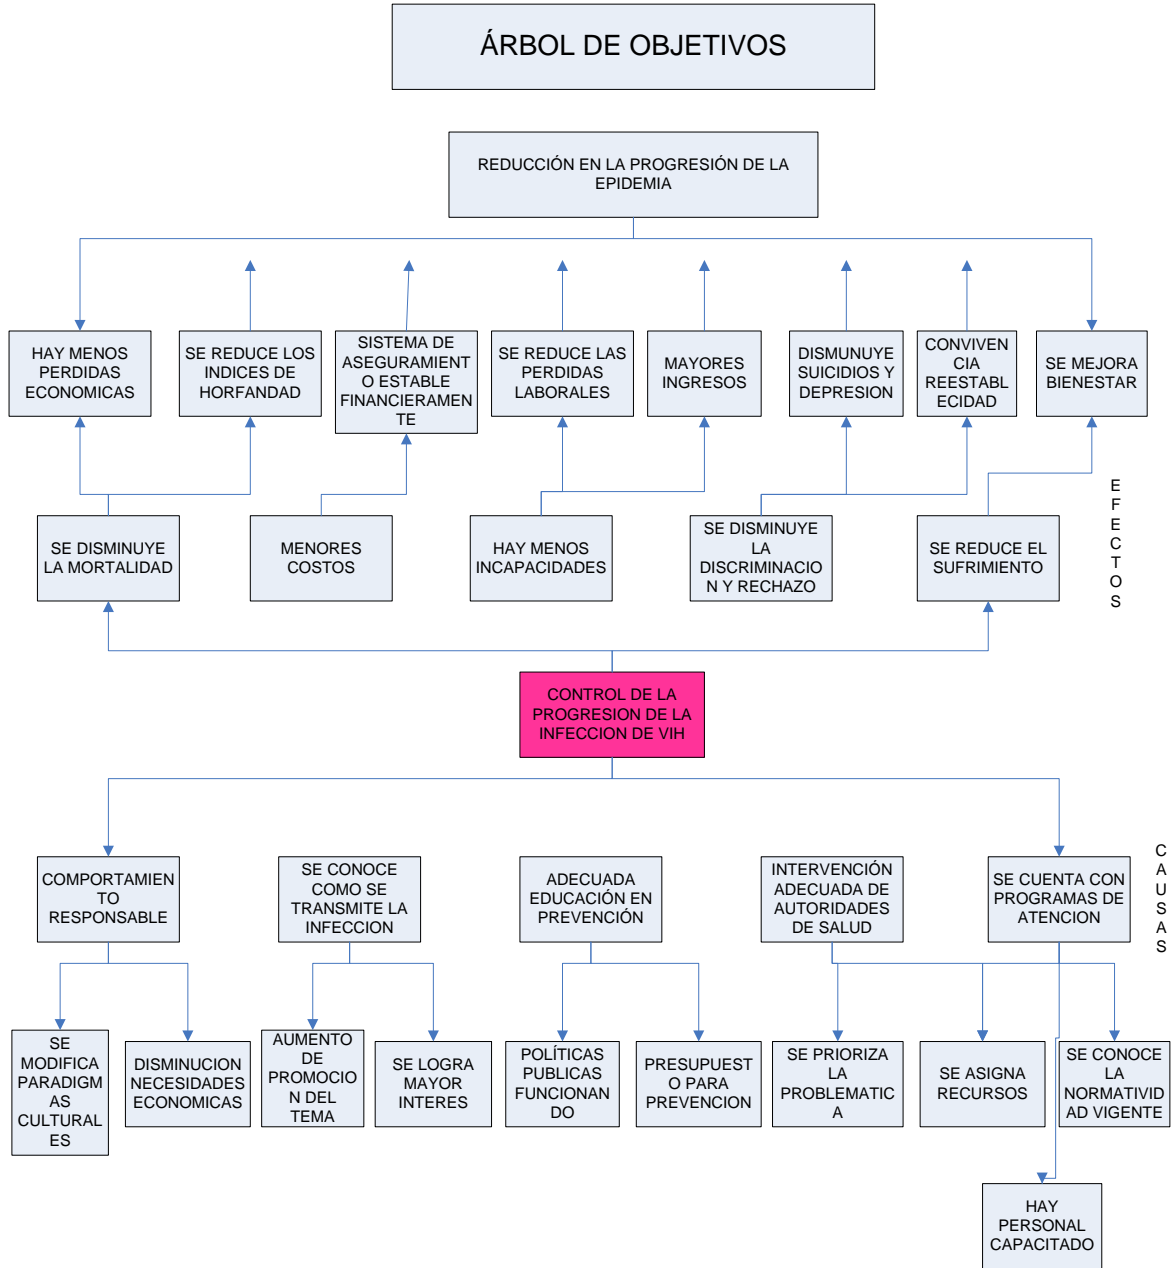 ÁRBOL DE OBJETIVOS
REDUCCIÓN EN LA PROGRESIÓN DE LA
EPIDEMIA
HAY MENOS
PERDIDAS
ECONOMICAS
SE REDUCE LOS
INDICES DE
HORFANDAD
SISTEMA DE
ASEGURAMIENT
O ESTABLE
FINANCIERAMEN
TE
SE REDUCE LAS
PERDIDAS
LABORALES
MAYORES
INGRESOS
DISMUNUYE
SUICIDIOS Y
DEPRESION
CONVIVEN
CIA
REESTABL
ECIDAD
SE MEJORA
BIENESTAR
E
F
E
C
T
O
S
SE DISMINUYE
LA MORTALIDAD
MENORES
COSTOS
HAY MENOS
INCAPACIDADES
SE DISMINUYE
LA
DISCRIMINACIO
N Y RECHAZO
SE REDUCE EL
SUFRIMIENTO
CONTROL DE LA
PROGRESION DE LA
INFECCION DE VIH
C
A
U
S
A
S
COMPORTAMIEN
TO
RESPONSABLE
SE CONOCE
COMO SE
TRANSMITE LA
INFECCION
ADECUADA
EDUCACIÓN EN
PREVENCIÓN
INTERVENCIÓN
ADECUADA DE
AUTORIDADES
DE SALUD
SE CUENTA CON
PROGRAMAS DE
ATENCION
SE
MODIFICA
PARADIGM
AS
CULTURAL
ES
DISMINUCION
NECESIDADES
ECONOMICAS
AUMENTO
DE
PROMOCIO
N DEL
TEMA
SE LOGRA
MAYOR
INTERES
POLÍTICAS
PUBLICAS
FUNCIONAN
DO
PRESUPUEST
O PARA
PREVENCION
SE PRIORIZA
LA
PROBLEMATIC
A
SE ASIGNA
RECURSOS
SE CONOCE
LA
NORMATIVID
AD VIGENTE
HAY
PERSONAL
CAPACITADO